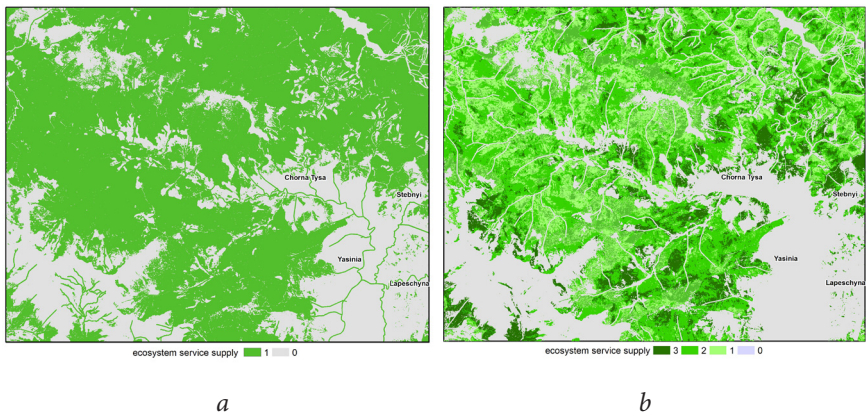 Chorna Tysa
Stebnyi
Yasinia
Lapeschyna
ecosystem service supply 1 0
a
Chorna Tysa
Stebnyi
Yasinia
Lapeschyna
ecosystem service supply 3 2 1 0
b